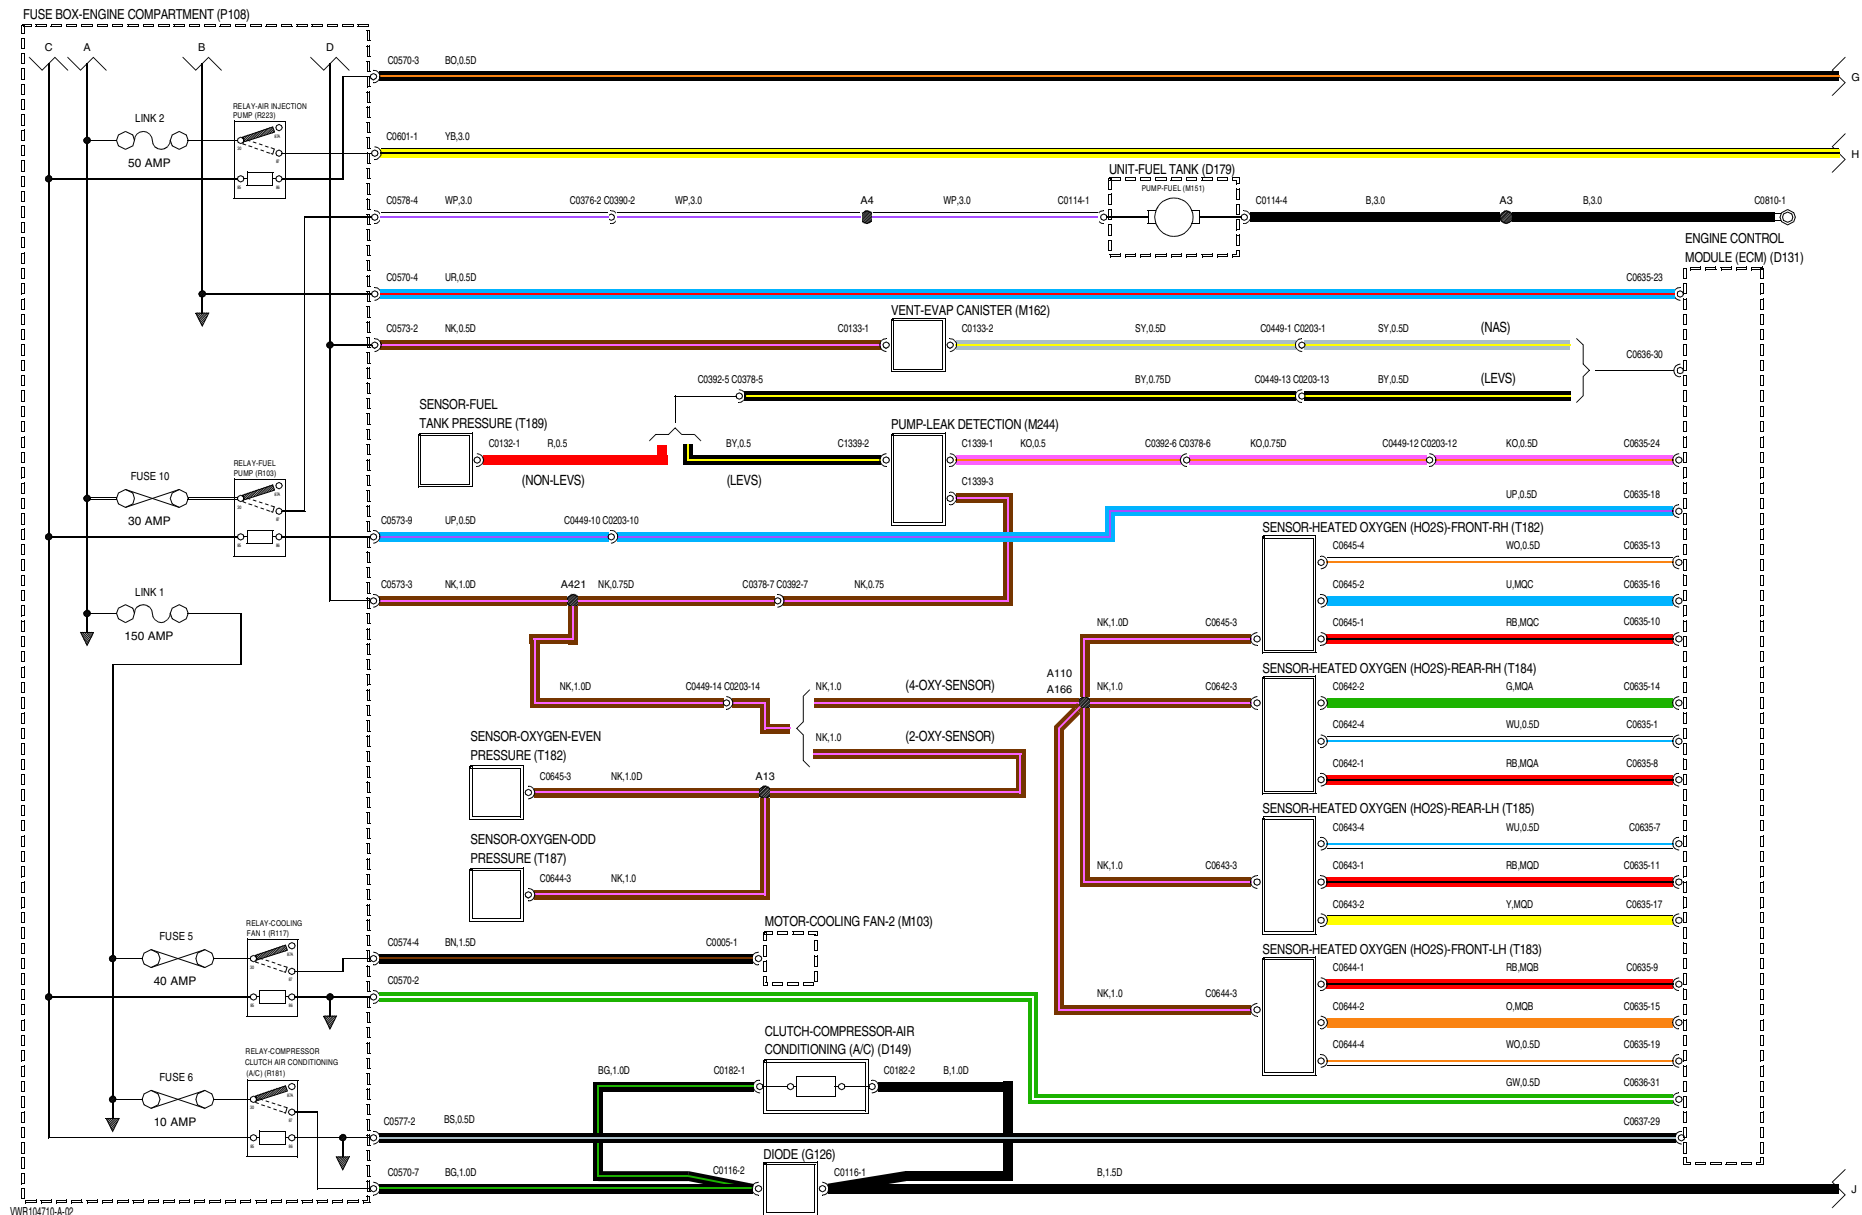 FUSE BOX-ENGINE COMPARTMENT (P108)
C A B D
C0570-3 BO,0.5D
G
RELAY-AIR INJECTION
PUMP (R223)
LINK 2
50 AMP
C0601-1 YB,3.0
H
UNIT-FUEL TANK (D179)
PUMP-FUEL (M151)
C0578-4 WP,3.0 C0376-2 C0390-2 WP,3.0 A4 WP,3.0 C0114-1 C0114-4 B,3.0 A3 B,3.0 C0810-1
ENGINE CONTROL
MODULE (ECM) (D131)
C0570-4 UR,0.5D C0635-23
VENT-EVAP CANISTER (M162)
C0573-2 NK,0.5D C0133-1 C0133-2 SY,0.5D C0449-1 C0203-1 SY,0.5D (NAS)
C0636-30
C0392-5 C0378-5 BY,0.75D C0449-13 C0203-13 BY,0.5D (LEVS)
SENSOR-FUEL
TANK PRESSURE (T189)
PUMP-LEAK DETECTION (M244)
C0132-1 R,0.5 BY,0.5 C1339-2 C1339-1 KO,0.5 C0392-6 C0378-6 KO,0.75D C0449-12 C0203-12 KO,0.5D C0635-24
(NON-LEVS) (LEVS)
C1339-3
RELAY-FUEL
PUMP (R103)
FUSE 10
30 AMP
UP,0.5D C0635-18
C0573-9 UP,0.5D C0449-10 C0203-10
SENSOR-HEATED OXYGEN (HO2S)-FRONT-RH (T182)
C0645-4 WO,0.5D C0635-13
C0645-2 U,MQC C0635-16
C0645-1 RB,MQC C0635-10
C0573-3 NK,1.0D A421 NK,0.75D C0378-7 C0392-7 NK,0.75
LINK 1
150 AMP
NK,1.0D C0645-3
SENSOR-HEATED OXYGEN (HO2S)-REAR-RH (T184)
A110
A166
NK,1.0D C0449-14 C0203-14 NK,1.0 (4-OXY-SENSOR) NK,1.0 C0642-3
C0642-2 G,MQA C0635-14
C0642-4 WU,0.5D C0635-1
C0642-1 RB,MQA C0635-8
NK,1.0 (2-OXY-SENSOR)
SENSOR-OXYGEN-EVEN
PRESSURE (T182)
C0645-3 NK,1.0D A13
SENSOR-HEATED OXYGEN (HO2S)-REAR-LH (T185)
C0643-4 WU,0.5D C0635-7
C0643-1 RB,MQD C0635-11
C0643-2 Y,MQD C0635-17
NK,1.0 C0643-3
SENSOR-OXYGEN-ODD
PRESSURE (T187)
C0644-3 NK,1.0
MOTOR-COOLING FAN-2 (M103)
RELAY-COOLING
FAN 1 (R117)
FUSE 5
40 AMP
C0574-4 BN,1.5D C0005-1
C0570-2
SENSOR-HEATED OXYGEN (HO2S)-FRONT-LH (T183)
C0644-1 RB,MQB C0635-9
C0644-2 O,MQB C0635-15
C0644-4 WO,0.5D C0635-19
NK,1.0 C0644-3
GW,0.5D C0636-31
CLUTCH-COMPRESSOR-AIR
CONDITIONING (A/C) (D149)
BG,1.0D C0182-1 C0182-2 B,1.0D
RELAY-COMPRESSOR
CLUTCH AIR CONDITIONING
(A/C) (R181)
FUSE 6
10 AMP
C0577-2 BS,0.5D C0637-29
DIODE (G126)
C0570-7 BG,1.0D C0116-2 C0116-1 B,1.5D
J
VWR104710-A-02